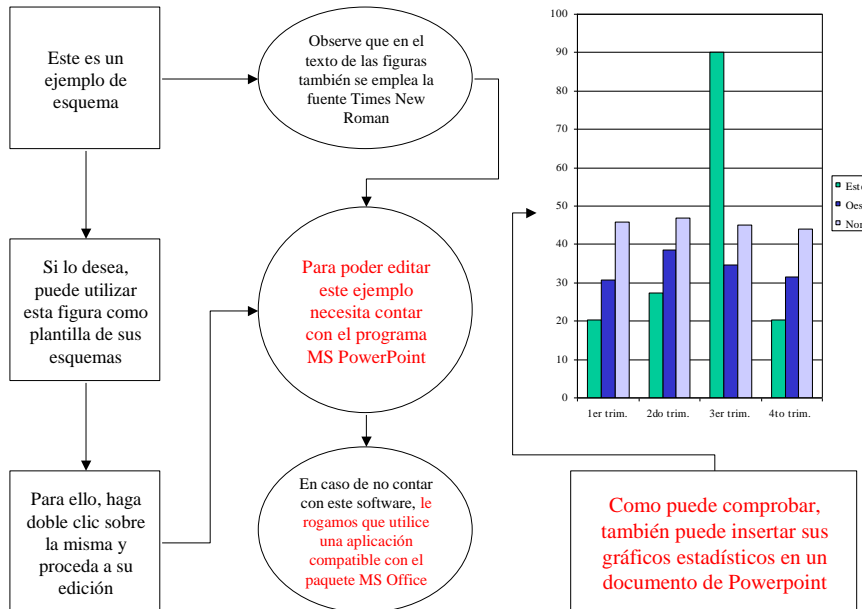 Este es un
ejemplo de
esquema
Observe que en el
texto de las figuras
también se emplea la
fuente Times New
Roman
Si lo desea,
puede utilizar
esta figura como
plantilla de sus
esquemas
Para poder editar
este ejemplo
necesita contar
con el programa
MS PowerPoint
Para ello, haga
doble clic sobre
la misma y
proceda a su
edición
En caso de no contar
con este software, le
rogamos que utilice
una aplicación
compatible con el
paquete MS Office
100
90
80
70
60
50
40
30
20
10
0
1er trim. 2do trim. 3er trim. 4to trim.
Este
Oes
Nor
Como puede comprobar,
también puede insertar sus
gráficos estadísticos en un
documento de Powerpoint